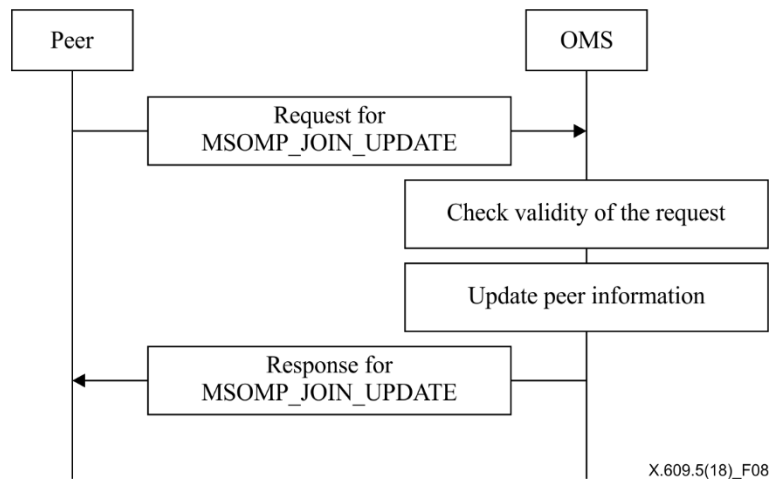 Peer
OMS
Request for
MSOMP_JOIN_UPDATE
Check validity of the request
Update peer information
Response for
MSOMP_JOIN_UPDATE
X.609.5(18)_F08